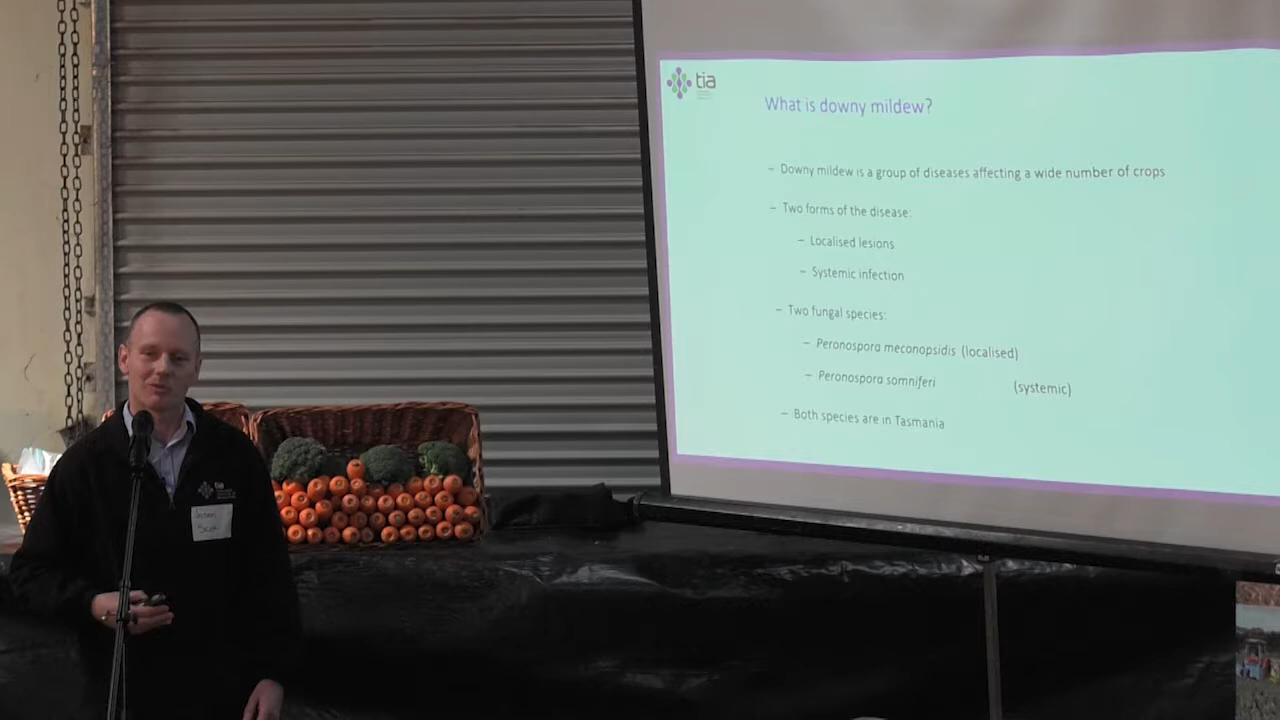 tia
What is downy mildew?
– Downy mildew is a group of diseases affecting a wide number of crops
– Two forms of the disease:
– Localised lesions
– Systemic infection
– Two fungal species:
– Peronospora meconopsidis (localised)
– Peronospora somniferi (systemic)
– Both species are in Tasmania
tia